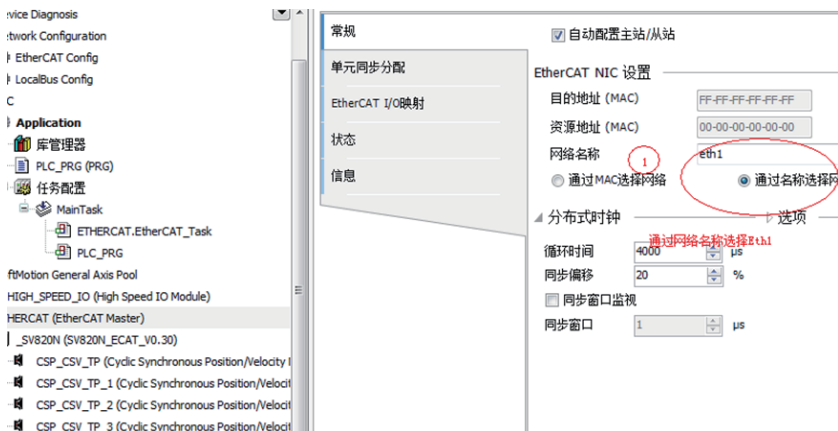 evice Diagnosis
etwork Configuration
EtherCAT Config
LocalBus Config
C
Application
库管理器
PLC_PRG (PRG)
任务配置
MainTask
ETHERCAT.EtherCAT_Task
PLC_PRG
ftMotion General Axis Pool
HIGH_SPEED_IO (High Speed IO Module)
HERCAT (EtherCAT Master)
_SV820N (SV820N_ECAT_V0.30)
CSP_CSV_TP (Cyclic Synchronous Position/Velocity
CSP_CSV_TP_1 (Cyclic Synchronous Position/Velocit
CSP_CSV_TP_2 (Cyclic Synchronous Position/Velocit
CSP_CSV_TP_3 (Cyclic Synchronous Position/Velocit
常规
单元同步分配
EtherCAT I/O映射
状态
信息
自动配置主站/从站
EtherCAT NIC 设置
目的地址 (MAC) FF-FF-FF-FF-FF-FF
资源地址 (MAC) 00-00-00-00-00-00
网络名称 eth1
1
通过MAC选择网络 通过名称选择网
分布式时钟 选项
通过网络名称选择Eth1
循环时间 4000 µs
同步偏移 20 %
同步窗口监视
同步窗口 1 µs